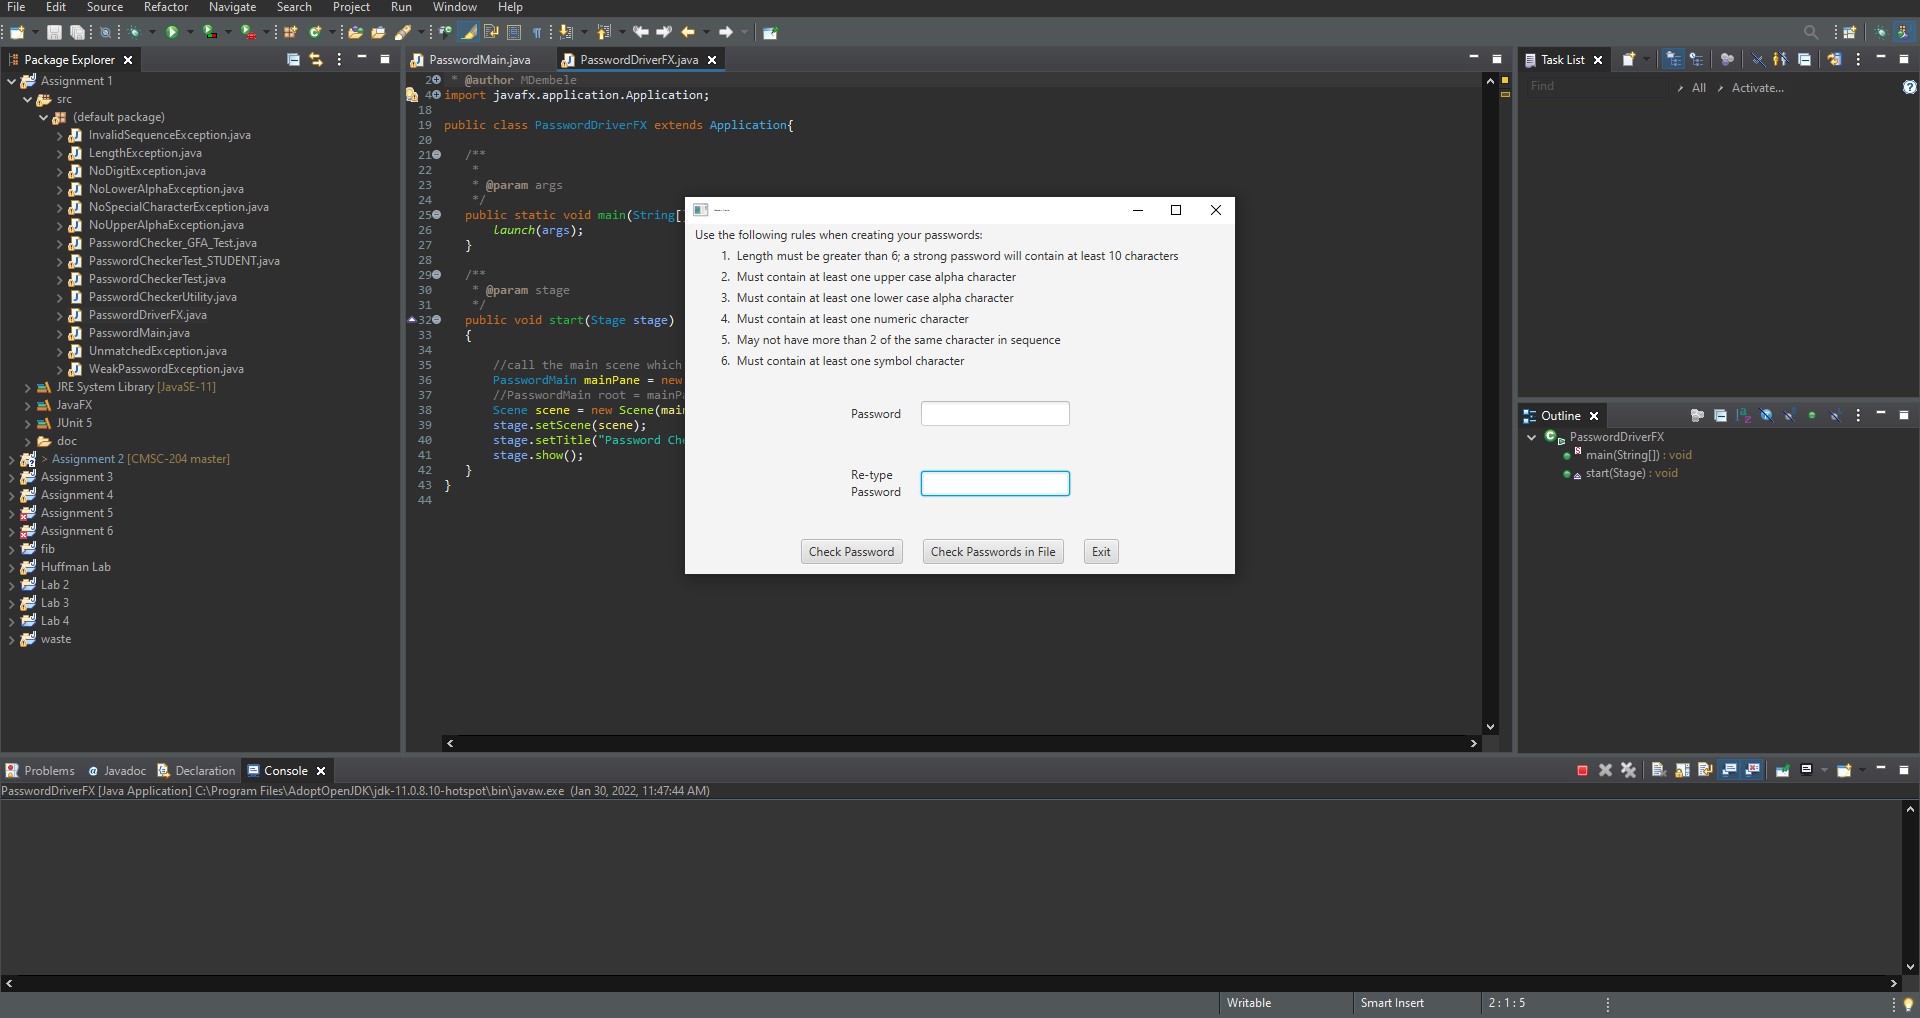 File Edit Source Refactor Navigate Search Project Run Window Help
Package Explorer
Assignment 1
src
(default package)
InvalidSequenceException.java
LengthException.java
NoDigitException.java
NoLowerAlphaException.java
NoSpecialCharacterException.java
NoUpperAlphaException.java
PasswordChecker_GFA_Test.java
PasswordCheckerTest_STUDENT.java
PasswordCheckerTest.java
PasswordCheckerUtility.java
PasswordDriverFX.java
PasswordMain.java
UnmatchedException.java
WeakPasswordException.java
JRE System Library [JavaSE-11]
JavaFX
JUnit 5
doc
> Assignment 2 [CMSC-204 master]
Assignment 3
Assignment 4
Assignment 5
Assignment 6
fib
Huffman Lab
Lab 2
Lab 3
Lab 4
waste
PasswordMain.java PasswordDriverFX.java
2 * @author MDembele
4 import javafx.application.Application;
18
19 public class PasswordDriverFX extends Application{
20
21 /**
22 *
23 * @param args
24 */
25 public static void main(String[]
26 launch(args);
27 }
28
29 /**
30 * @param stage
31 */
32 public void start(Stage stage)
33 {
34
35 //call the main scene which
36 PasswordMain mainPane = new
37 //PasswordMain root = mainP
38 Scene scene = new Scene(mai
39 stage.setScene(scene);
40 stage.setTitle("Password Ch
41 stage.show();
42 }
43 }
44
Use the following rules when creating your passwords:
1. Length must be greater than 6; a strong password will contain at least 10 characters
2. Must contain at least one upper case alpha character
3. Must contain at least one lower case alpha character
4. Must contain at least one numeric character
5. May not have more than 2 of the same character in sequence
6. Must contain at least one symbol character
Password
Re-type
Password
Check Password Check Passwords in File Exit
Task List
Find All Activate...
Outline
PasswordDriverFX
main(String[]) : void
start(Stage) : void
Problems Javadoc Declaration Console
PasswordDriverFX [Java Application] C:\Program Files\AdoptOpenJDK\jdk-11.0.8.10-hotspot\bin\javaw.exe (Jan 30, 2022, 11:47:44 AM)
Writable Smart Insert 2 : 1 : 5